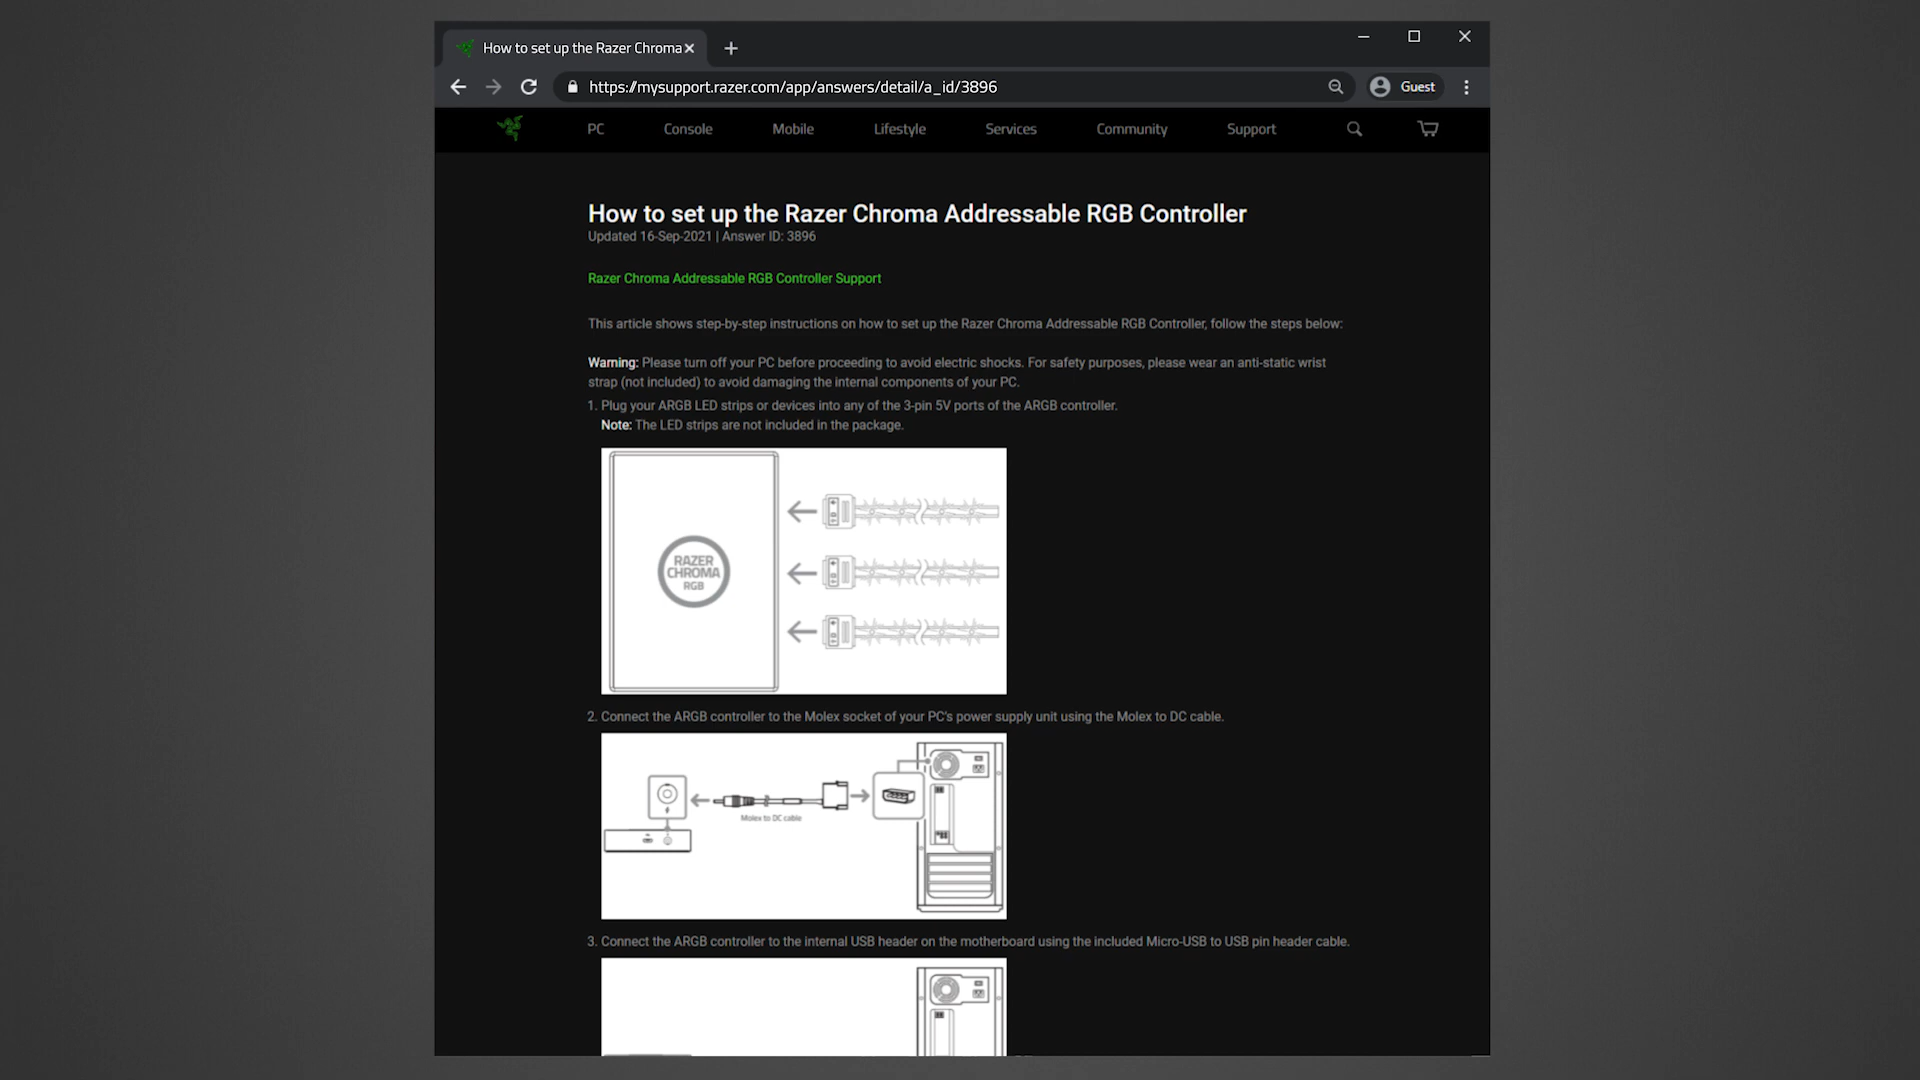 How to set up the Razer Chroma
https://mysupport.razer.com/app/answers/detail/a_id/3896
Guest
PC Console Mobile Lifestyle Services Community Support
How to set up the Razer Chroma Addressable RGB Controller
Updated 16-Sep-2021 | Answer ID: 3896
Razer Chroma Addressable RGB Controller Support
This article shows step-by-step instructions on how to set up the Razer Chroma Addressable RGB Controller, follow the steps below:
Warning: Please turn off your PC before proceeding to avoid electric shocks. For safety purposes, please wear an anti-static wrist
strap (not included) to avoid damaging the internal components of your PC.
1. Plug your ARGB LED strips or devices into any of the 3-pin 5V ports of the ARGB controller.
Note: The LED strips are not included in the package.
RAZER
CHROMA
RGB
2. Connect the ARGB controller to the Molex socket of your PC's power supply unit using the Molex to DC cable.
Molex to DC cable
3. Connect the ARGB controller to the internal USB header on the motherboard using the included Micro-USB to USB pin header cable.